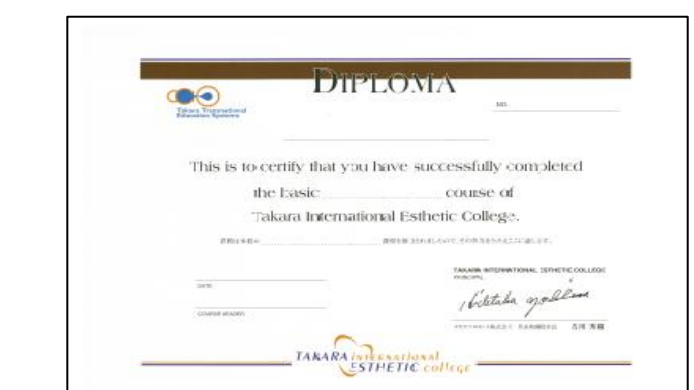 DIPLOMA
NO.
Takara Transnational
Education Systems
This is to certify that you have successfully completed
the basic course of
Takara International Esthetic College.
TAKARA INTERNATIONAL ESTHETIC COLLEGE
PRINCIPAL
DATE
COURSE LEADER
TAKARA international
ESTHETIC college